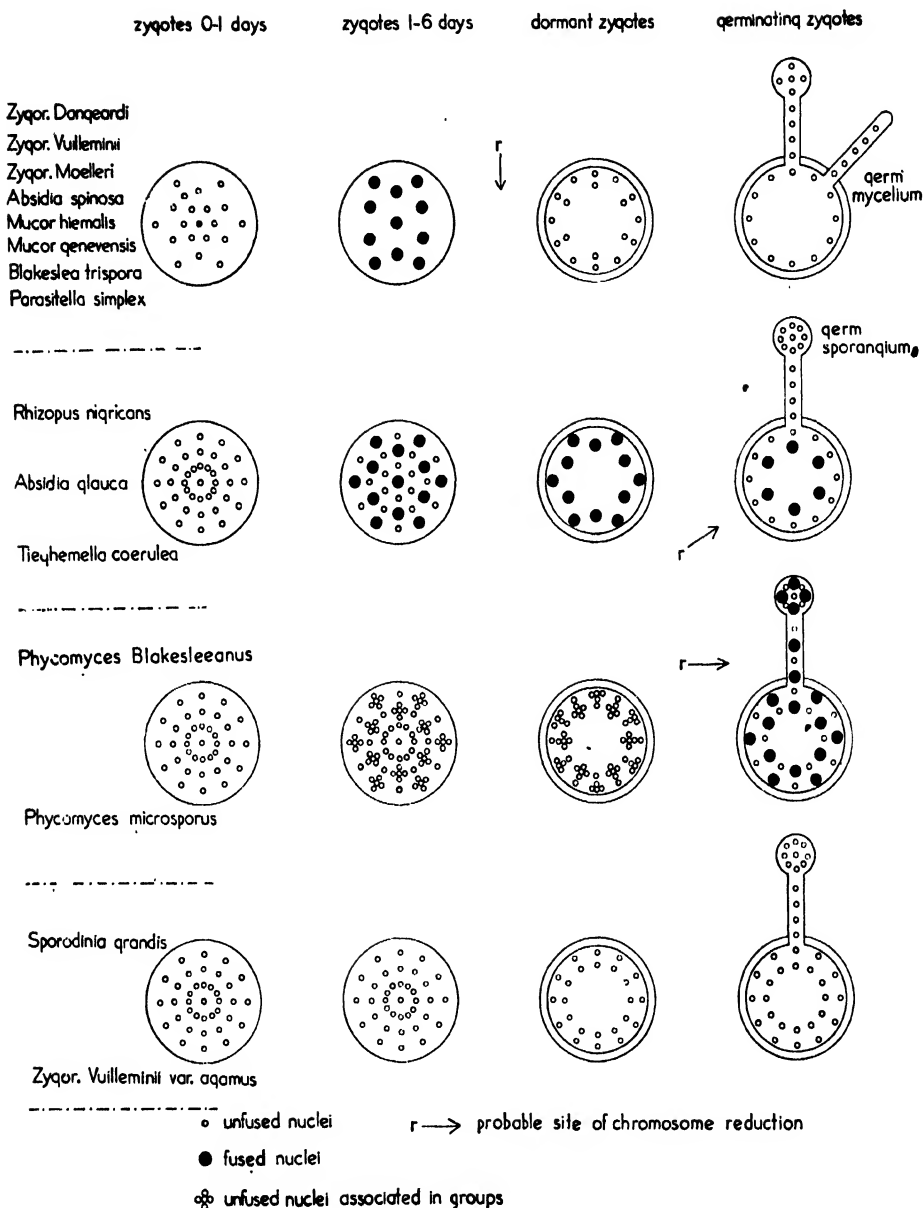 zygotes 0-1 days zygotes 1-6 days dormant zygotes germinating zygotes
Zygor. Dangeardi
Zygor. Vuilleminii
Zygor. Moelleri
Absidia spinosa
Mucor hiemalis
Mucor genevensis
Blakeslea trispora
Parasitella simplex
r
germ
mycelium
germ
sporangium
Rhizopus nigricans
Absidia glauca
Tieghemella coerulea
r
Phycomyces Blakesleeanus
r
Phycomyces microsporus
Sporodinia grandis
Zygor. Vuilleminii var. agamus
unfused nuclei r → probable site of chromosome reduction
fused nuclei
unfused nuclei associated in groups